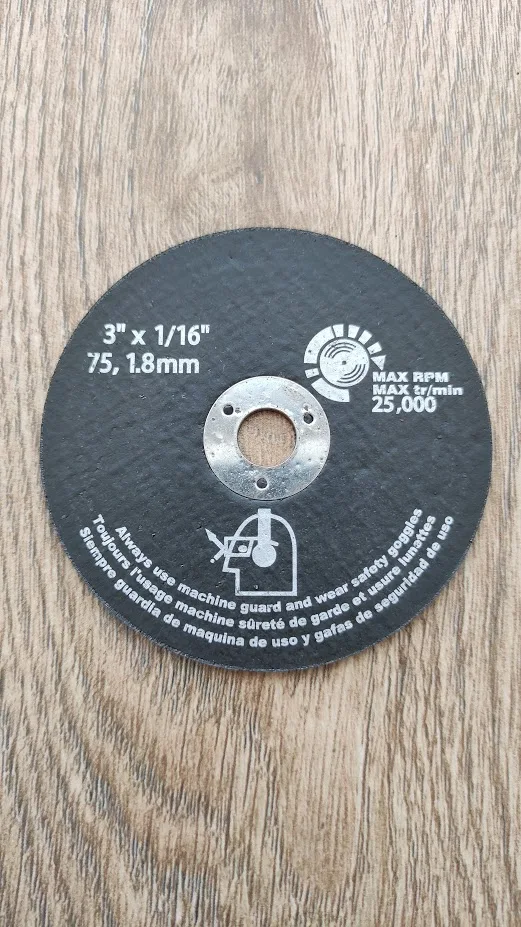 3" x 1/16"
75, 1.8mm
MAX RPM
MAX tr/min
25,000
Always use machine guard and wear safety goggles
Toujours l'usage machine sûreté de garde et usure lunattes
Siempre guardia de maquina de uso y gafas de seguridad de uso